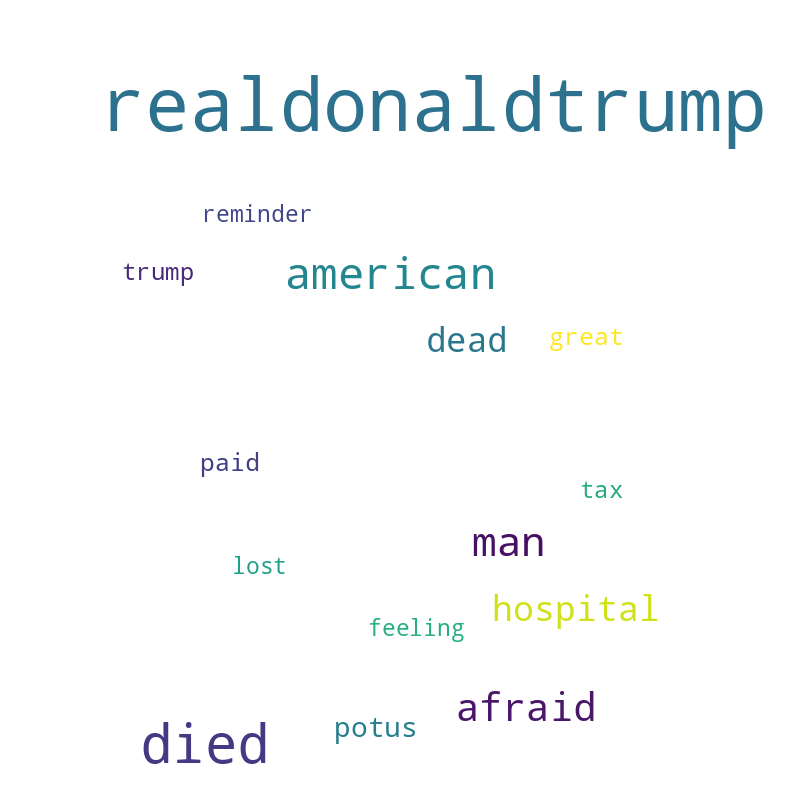 realdonaldtrump
reminder
trump american
dead great
paid
tax
man
lost
hospital
feeling
afraid
died potus